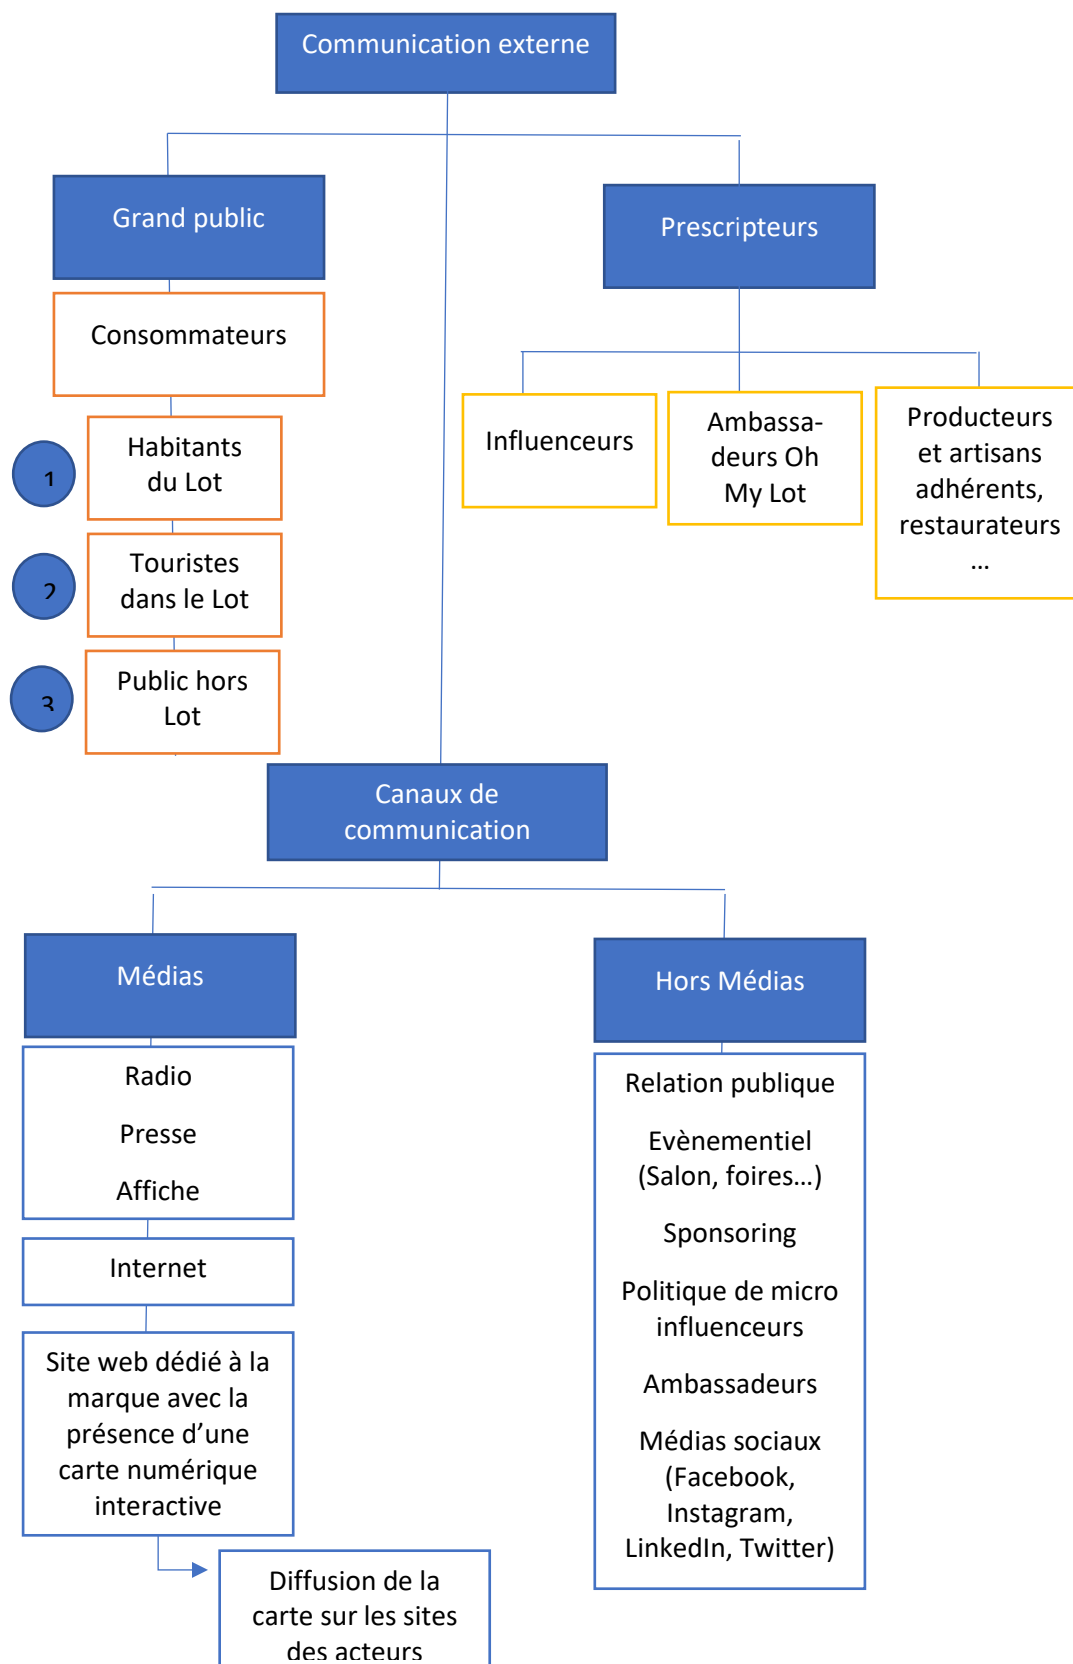 Communication externe
Grand public
Prescripteurs
Consommateurs
Influenceurs
Ambassa-
deurs Oh
My Lot
Producteurs
et artisans
adhérents,
restaurateurs
...
1
Habitants
du Lot
2
Touristes
dans le Lot
3
Public hors
Lot
Canaux de
communication
Médias
Hors Médias
Radio
Presse
Affiche
Internet
Site web dédié à la
marque avec la
présence d’une
carte numérique
interactive
Diffusion de la
carte sur les sites
des acteurs
Relation publique
Evènementiel
(Salon, foires...)
Sponsoring
Politique de micro
influenceurs
Ambassadeurs
Médias sociaux
(Facebook,
Instagram,
LinkedIn, Twitter)